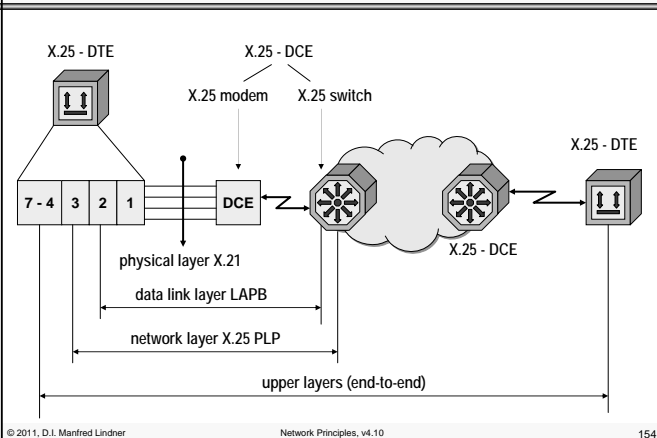 X.25 - DTE
X.25 - DCE
X.25 modem
X.25 switch
X.25 - DTE
7 - 4
3
2
1
DCE
X.25 - DCE
physical layer X.21
data link layer LAPB
network layer X.25 PLP
upper layers (end-to-end)
© 2011, D.I. Manfred Lindner
Network Principles, v4.10
154